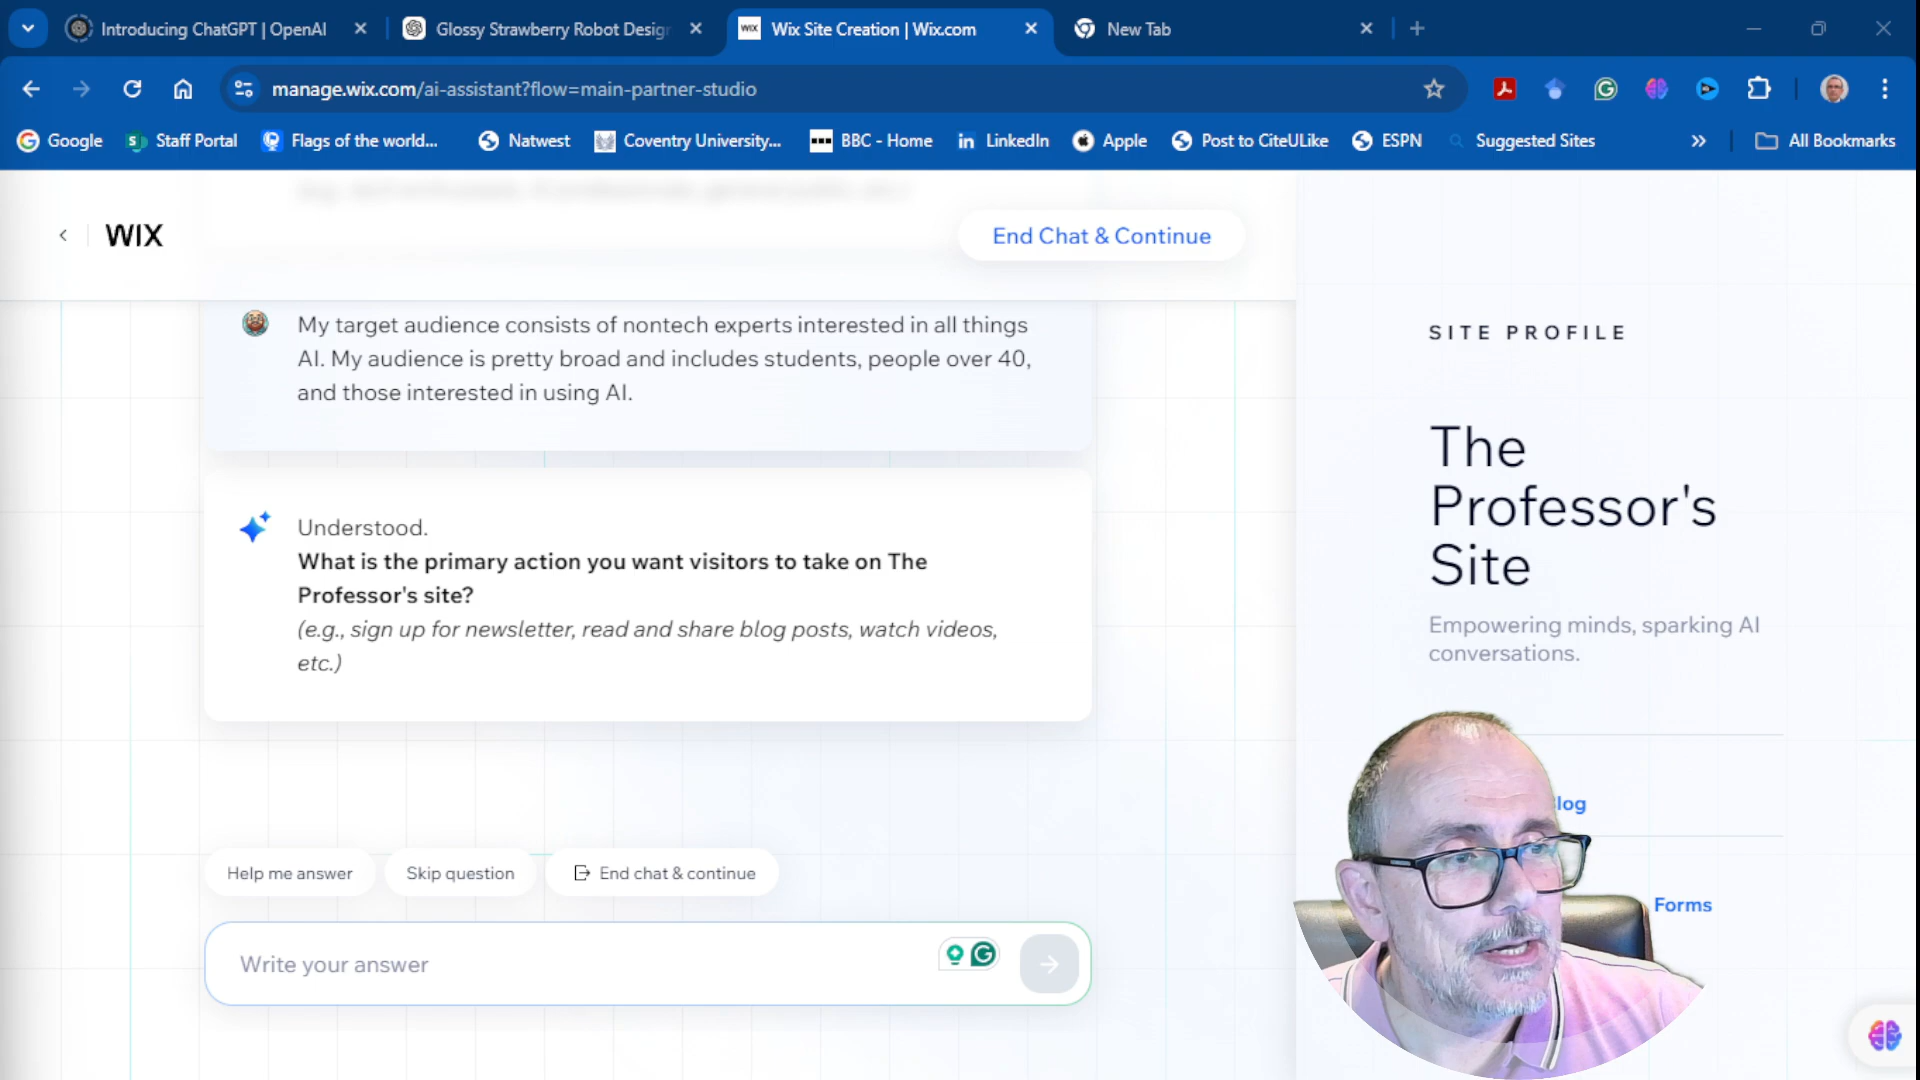 Introducing ChatGPT | OpenAI
Glossy Strawberry Robot Design
WIX
Wix Site Creation | Wix.com
New Tab
manage.wix.com/ai-assistant?flow=main-partner-studio
Google
Staff Portal
Flags of the world...
Natwest
Coventry University...
BBC - Home
LinkedIn
Apple
Post to CiteULike
ESPN
Suggested Sites
All Bookmarks
WIX
End Chat & Continue
My target audience consists of nontech experts interested in all things
AI. My audience is pretty broad and includes students, people over 40,
and those interested in using AI.
Understood.
What is the primary action you want visitors to take on The
Professor's site?
(e.g., sign up for newsletter, read and share blog posts, watch videos,
etc.)
Help me answer
Skip question
End chat & continue
Write your answer
SITE PROFILE
The
Professor's
Site
Empowering minds, sparking AI
conversations.
log
Forms